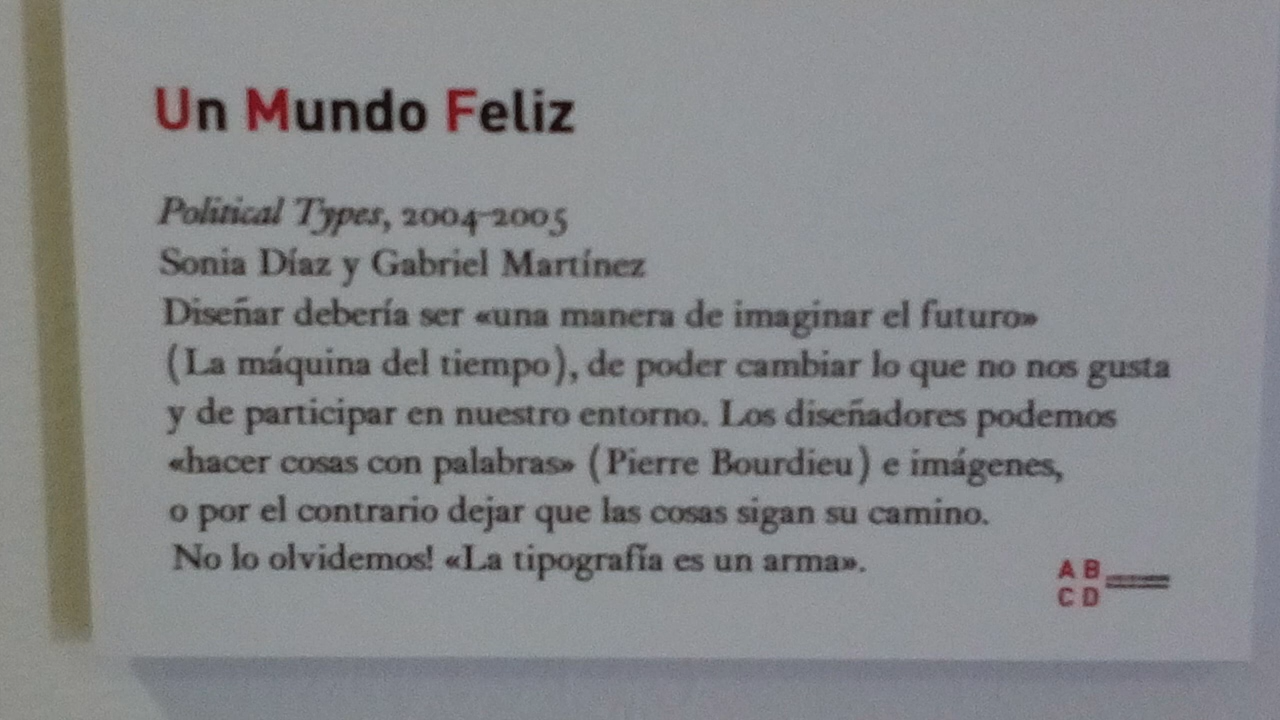 Un Mundo Feliz
Political Types, 2004-2005
Sonia Díaz y Gabriel Martínez
Diseñar debería ser «una manera de imaginar el futuro»
(La máquina del tiempo), de poder cambiar lo que no nos gusta
y de participar en nuestro entorno. Los diseñadores podemos
«hacer cosas con palabras» (Pierre Bourdieu) e imágenes,
o por el contrario dejar que las cosas sigan su camino.
No lo olvidemos! «La tipografía es un arma».
A B
C D